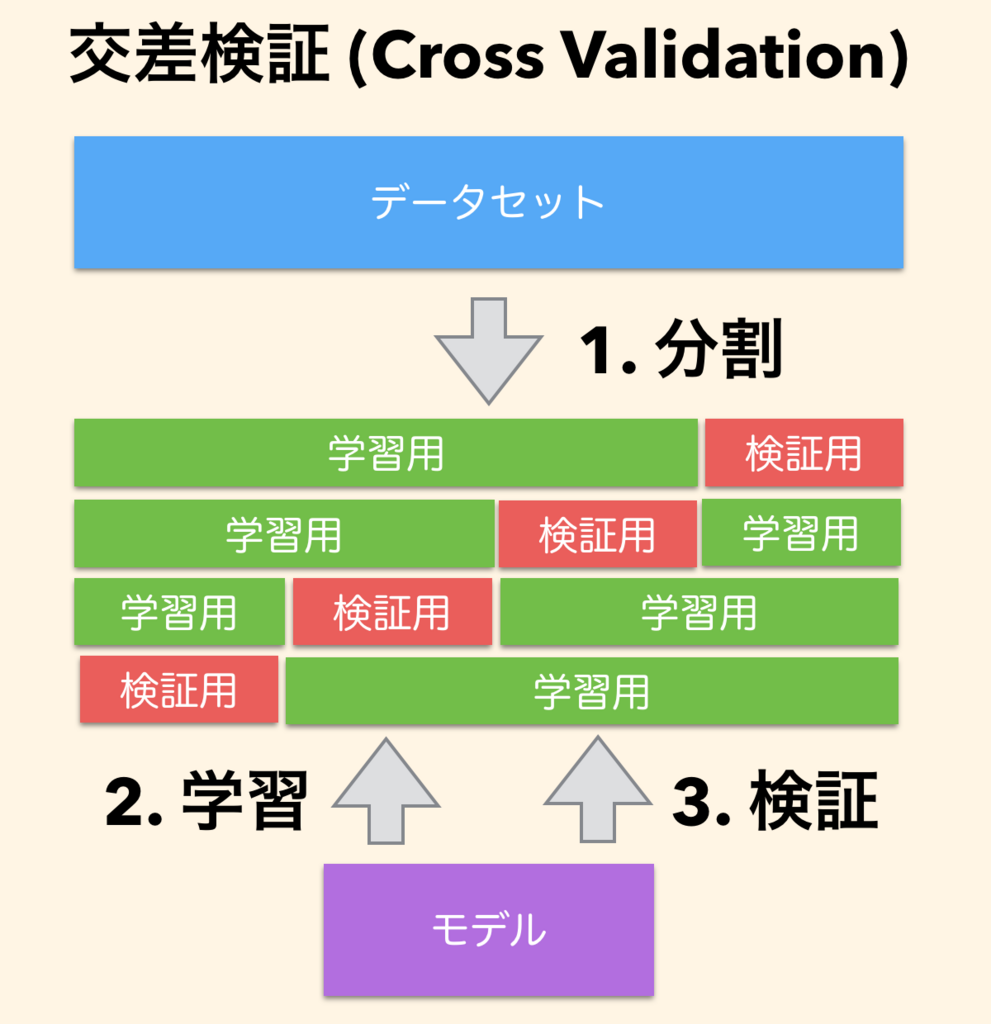 交差検証 (Cross Validation)
データセット
1. 分割
学習用 検証用
学習用 検証用 学習用
学習用 検証用 学習用
検証用 学習用
2. 学習 3. 検証
モデル